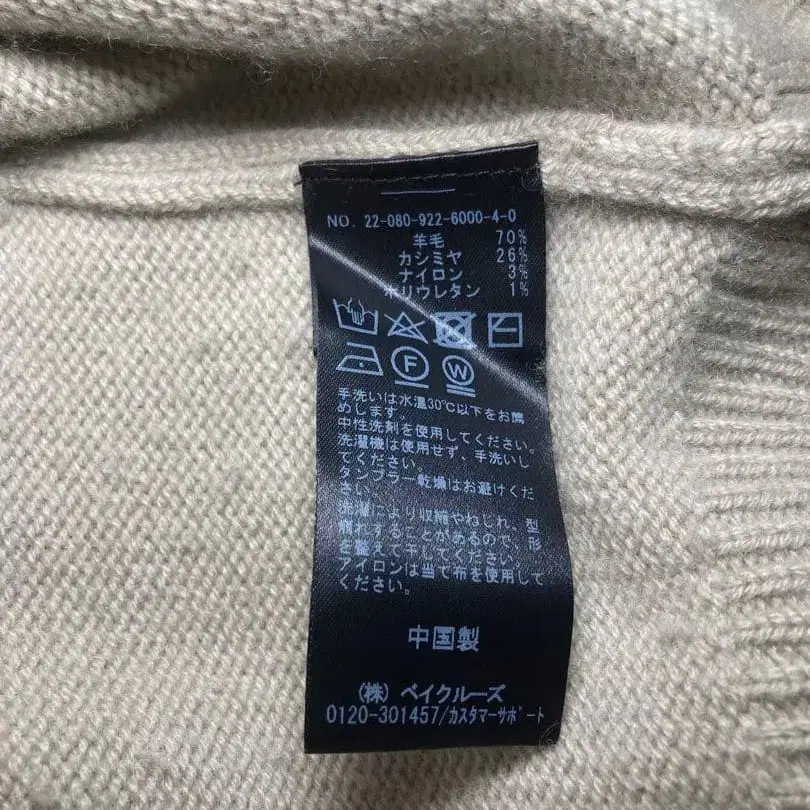 NO. 22-080-922-6000-4-0
羊毛 70%
カシミヤ 26%
ナイロン 3%
ポリウレタン 1%
F
W
手洗いは水温30℃以下をお薦
めします。
中性洗剤を使用してください。
洗濯機は使用せず、手洗いし
てください。
タンブラー乾燥はお避けくだ
さい。
洗濯により収縮やねじれ、型
崩れすることがあるので、形
を整えて干してください。
アイロンは当て布を使用して
ください。
中国製
(株) ベイクルーズ
0120-301457/カスタマーサポート